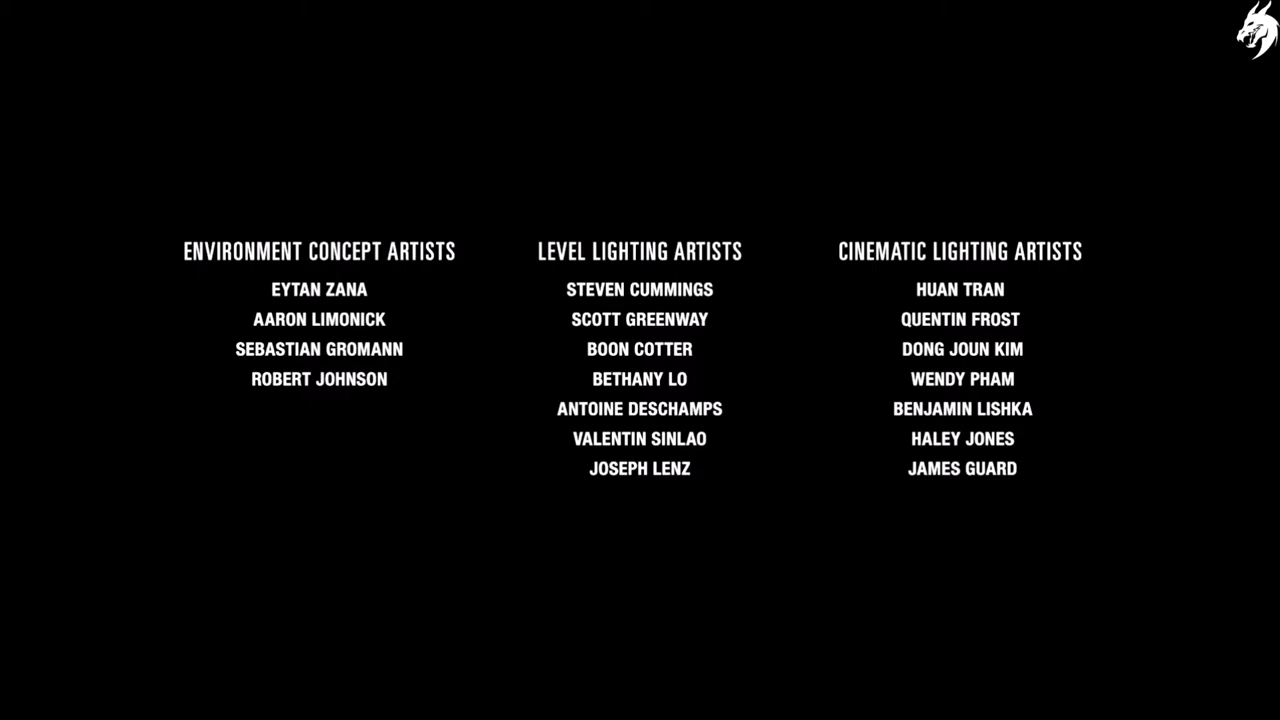 ENVIRONMENT CONCEPT ARTISTS
EYTAN ZANA
AARON LIMONICK
SEBASTIAN GROMANN
ROBERT JOHNSON
LEVEL LIGHTING ARTISTS
STEVEN CUMMINGS
SCOTT GREENWAY
BOON COTTER
BETHANY LO
ANTOINE DESCHAMPS
VALENTIN SINLAO
JOSEPH LENZ
CINEMATIC LIGHTING ARTISTS
HUAN TRAN
QUENTIN FROST
DONG JOUN KIM
WENDY PHAM
BENJAMIN LISHKA
HALEY JONES
JAMES GUARD